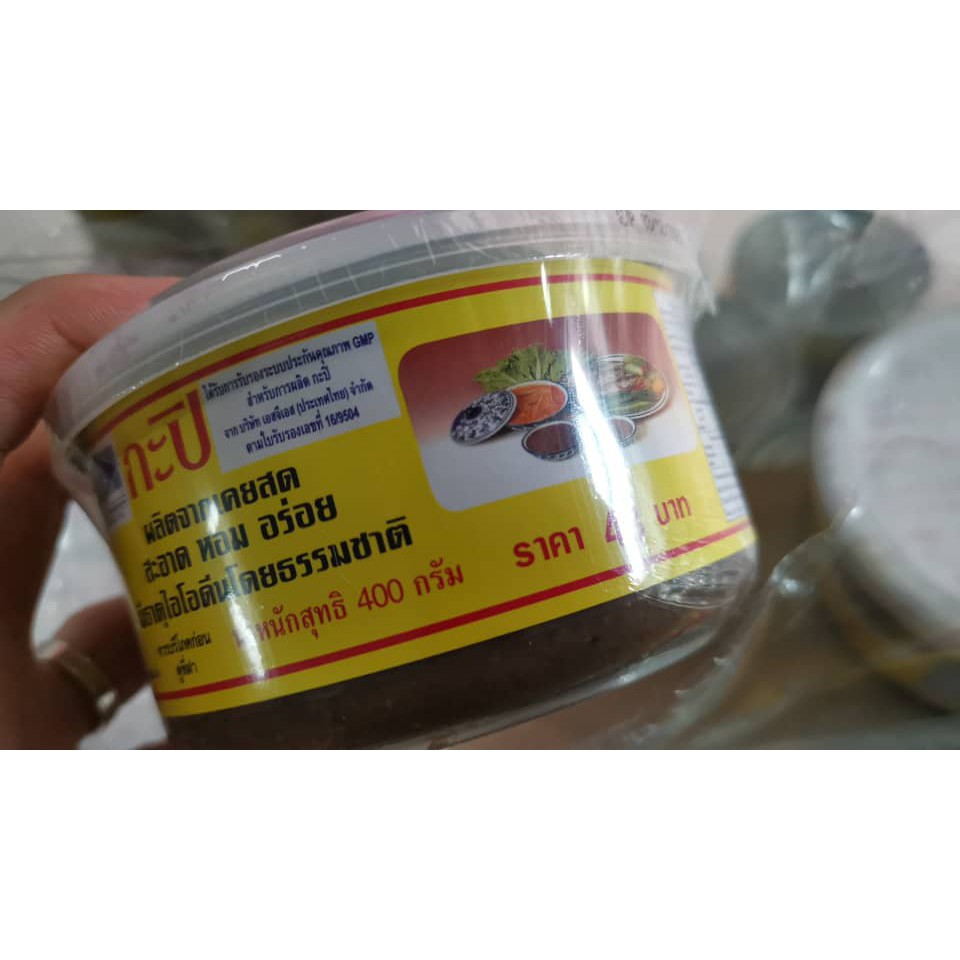 กะปิ
ได้รับการรับรองระบบประกันคุณภาพ GMP
สำหรับการผลิต กะปิ
จาก บริษัท เอสจีเอส (ประเทศไทย) จำกัด
ตามใบรับรองเลขที่ 16/9504
ผลิตจากเคยสด
สะอาด หอม อร่อย
โดยธรรมชาติ
น้ำหนักสุทธิ 400 กรัม
ราคา
บาท